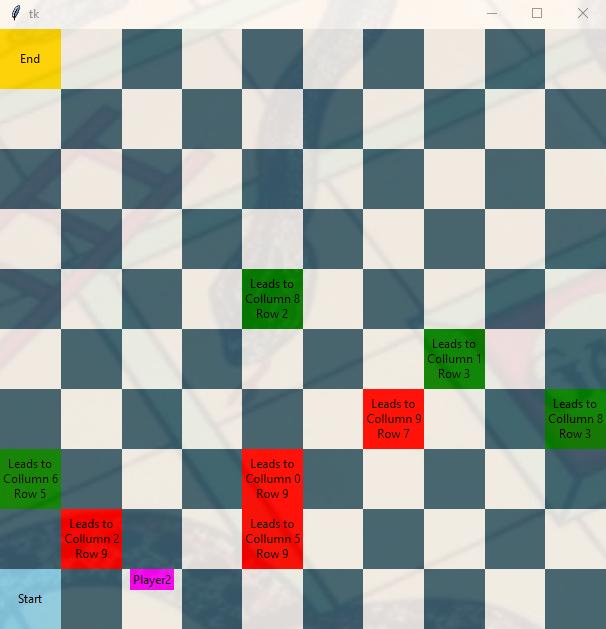 tk
End
Leads to
Collumn 8
Row 2
Leads to
Collumn 1
Row 3
Leads to
Collumn 9
Row 7
Leads to
Collumn 8
Row 3
Leads to
Collumn 6
Row 5
Leads to
Collumn 0
Row 9
Leads to
Collumn 2
Row 9
Leads to
Collumn 5
Row 9
Start
Player2